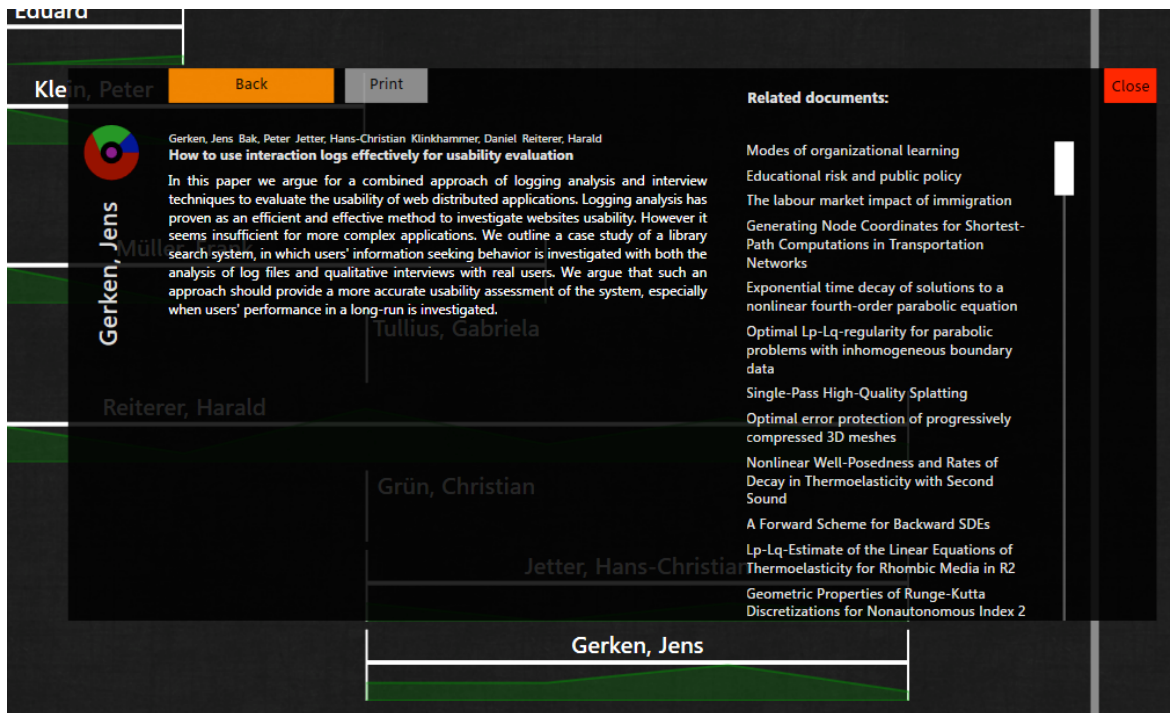 Eduard
Klein, Peter
Back
Print
Close
Gerken, Jens Bak, Peter Jetter, Hans-Christian Klinkhammer, Daniel Reiterer, Harald
How to use interaction logs effectively for usability evaluation
In this paper we argue for a combined approach of logging analysis and interview
techniques to evaluate the usability of web distributed applications. Logging analysis has
proven as an efficient and effective method to investigate websites usability. However it
seems insufficient for more complex applications. We outline a case study of a library
search system, in which users' information seeking behavior is investigated with both the
analysis of log files and qualitative interviews with real users. We argue that such an
approach should provide a more accurate usability assessment of the system, especially
when users' performance in a long-run is investigated.
Gerken, Jens
Müller, Frank
Tullius, Gabriela
Reiterer, Harald
Grün, Christian
Jetter, Hans-Christian
Related documents:
Modes of organizational learning
Educational risk and public policy
The labour market impact of immigration
Generating Node Coordinates for Shortest-
Path Computations in Transportation
Networks
Exponential time decay of solutions to a
nonlinear fourth-order parabolic equation
Optimal Lp-Lq-regularity for parabolic
problems with inhomogeneous boundary
data
Single-Pass High-Quality Splatting
Optimal error protection of progressively
compressed 3D meshes
Nonlinear Well-Posedness and Rates of
Decay in Thermoelasticity with Second
Sound
A Forward Scheme for Backward SDEs
Lp-Lq-Estimate of the Linear Equations of
Thermoelasticity for Rhombic Media in R2
Geometric Properties of Runge-Kutta
Discretizations for Nonautonomous Index 2
Gerken, Jens